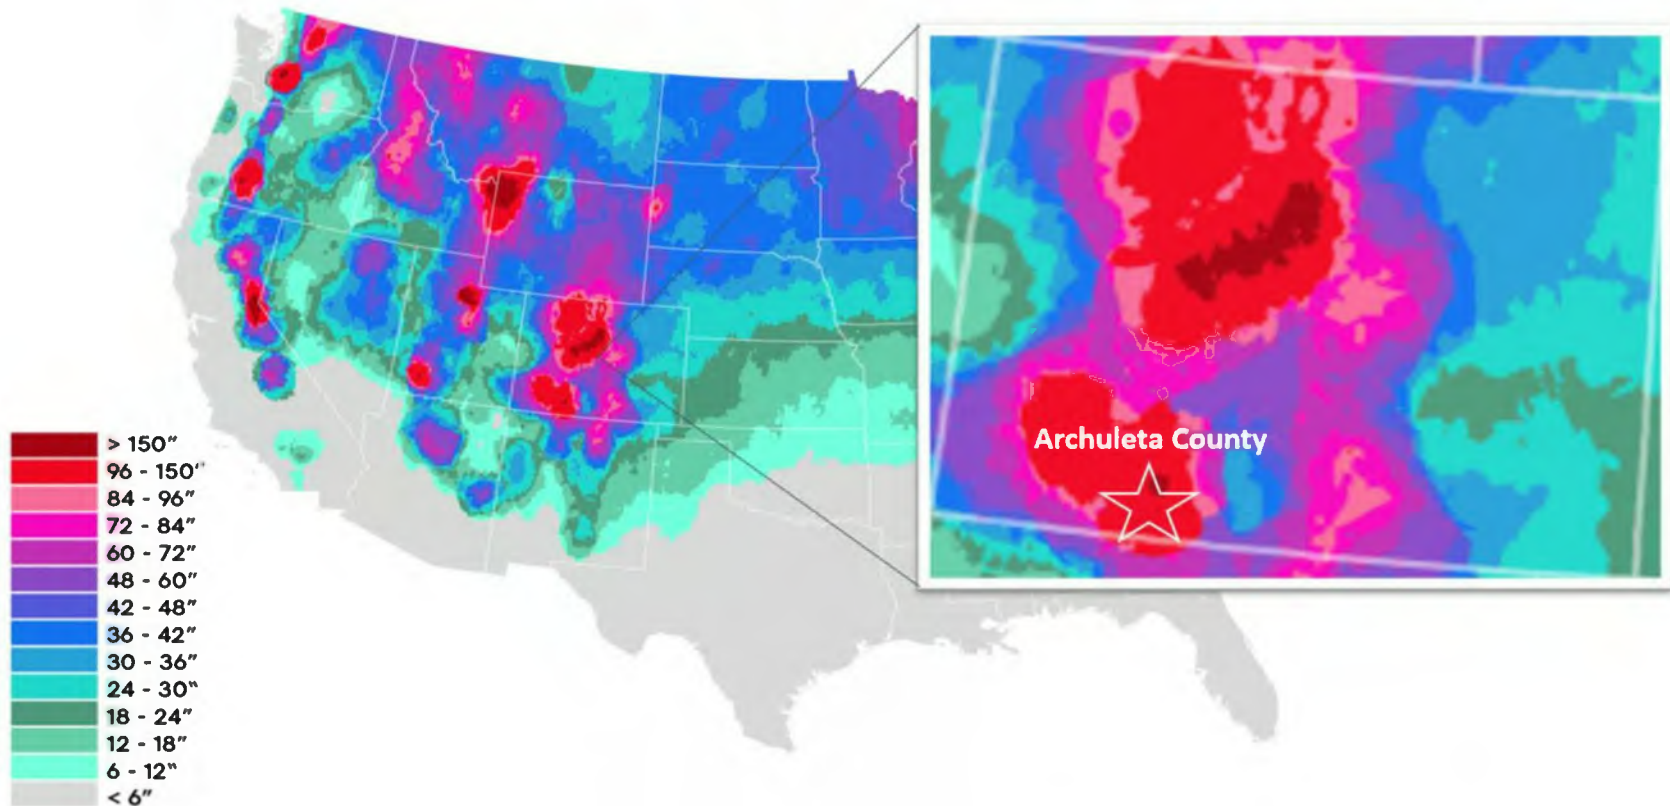 Archuleta County
> 150"
96 - 150"
84 - 96"
72 - 84"
60 - 72"
48 - 60"
42 - 48"
36 - 42"
30 - 36"
24 - 30"
18 - 24"
12 - 18"
6 - 12"
< 6"